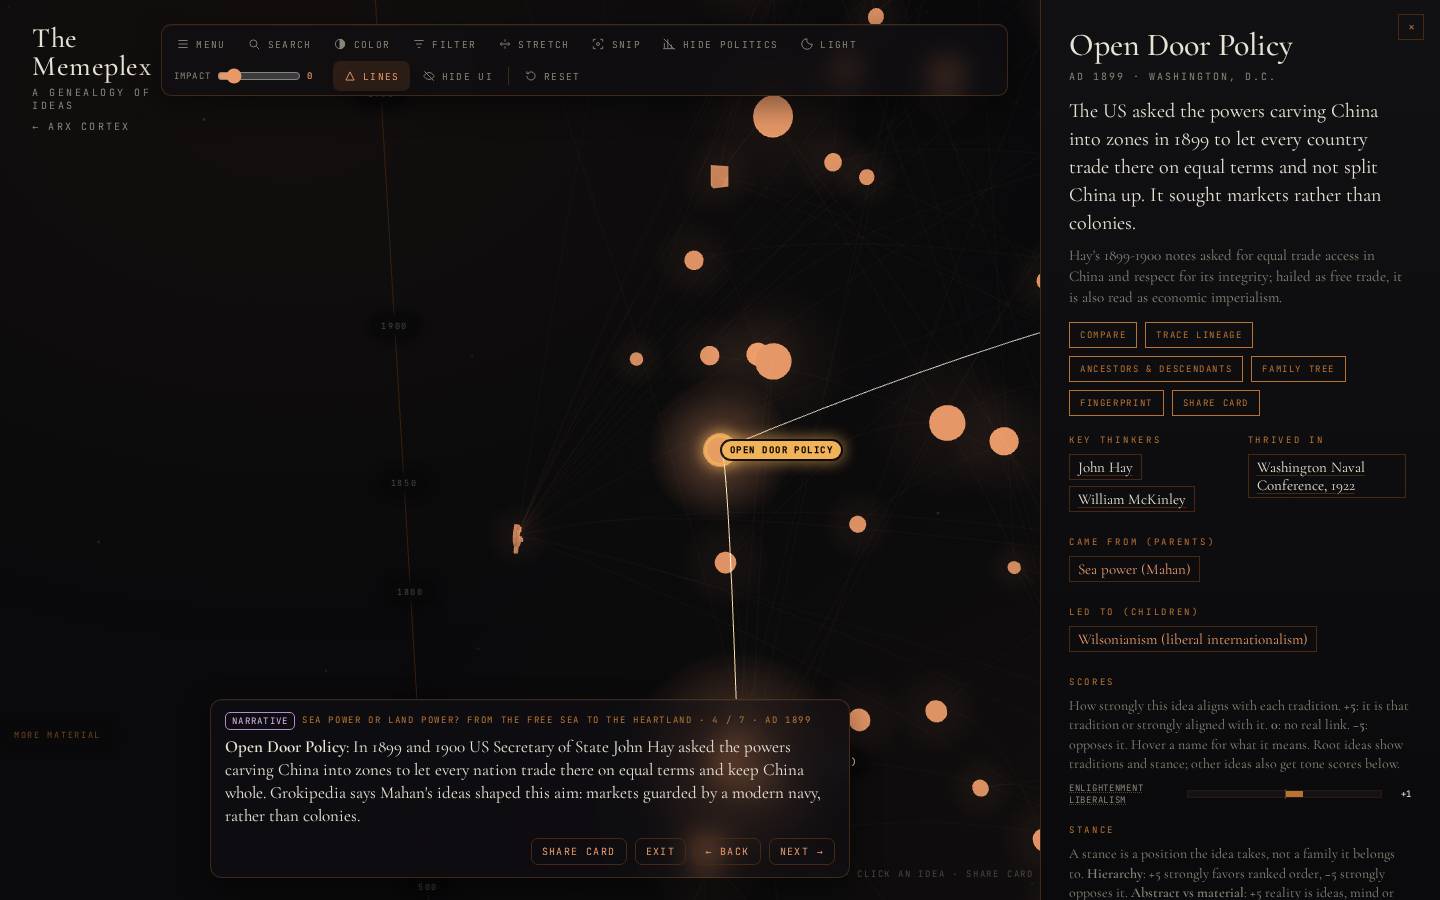 The
Memeplex
A GENEALOGY OF
IDEAS
← ARX CORTEX
MENU
SEARCH
COLOR
FILTER
STRETCH
SNIP
HIDE POLITICS
LIGHT
IMPACT
0
LINES
HIDE UI
RESET
1900
1850
1800
500
MORE MATERIAL
OPEN DOOR POLICY
NARRATIVE
SEA POWER OR LAND POWER? FROM THE FREE SEA TO THE HEARTLAND · 4 / 7 · AD 1899
Open Door Policy: In 1899 and 1900 US Secretary of State John Hay asked the powers
carving China into zones to let every nation trade there on equal terms and keep China
whole. Grokipedia says Mahan's ideas shaped this aim: markets guarded by a modern navy,
rather than colonies.
SHARE CARD
EXIT
← BACK
NEXT →
)
CLICK AN IDEA · SHARE CARD
×
Open Door Policy
AD 1899 · WASHINGTON, D.C.
The US asked the powers carving China
into zones in 1899 to let every country
trade there on equal terms and not split
China up. It sought markets rather than
colonies.
Hay's 1899-1900 notes asked for equal trade access in
China and respect for its integrity; hailed as free trade, it
is also read as economic imperialism.
COMPARE
TRACE LINEAGE
ANCESTORS & DESCENDANTS
FAMILY TREE
FINGERPRINT
SHARE CARD
KEY THINKERS
John Hay
William McKinley
THRIVED IN
Washington Naval
Conference, 1922
CAME FROM (PARENTS)
Sea power (Mahan)
LED TO (CHILDREN)
Wilsonianism (liberal internationalism)
SCORES
How strongly this idea aligns with each tradition. +5: it is that
tradition or strongly aligned with it. 0: no real link. −5:
opposes it. Hover a name for what it means. Root ideas show
traditions and stance; other ideas also get tone scores below.
ENLIGHTENMENT
LIBERALISM
+1
STANCE
A stance is a position the idea takes, not a family it belongs
to. Hierarchy: +5 strongly favors ranked order, −5 strongly
opposes it. Abstract vs material: +5 reality is ideas, mind or